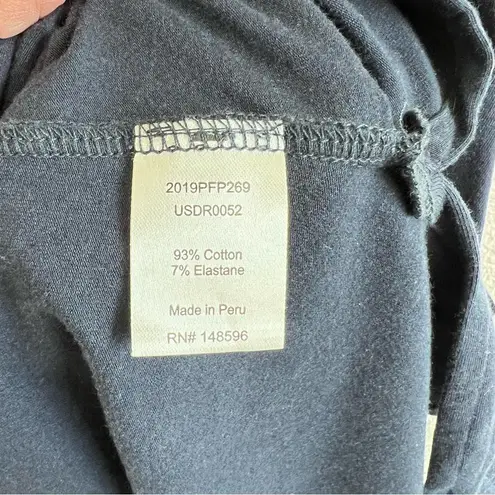 2019PFP269
USDR0052
93% Cotton
7% Elastane
Made in Peru
RN# 148596